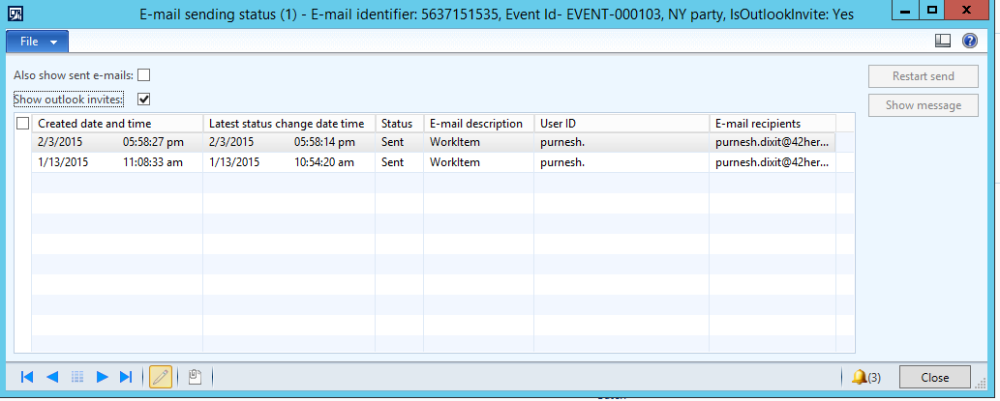 E-mail sending status (1) - E-mail identifier: 5637151535, Event Id- EVENT-000103, NY party, IsOutlookInvite: Yes
File
Also show sent e-mails:
Restart send
Show outlook invites:
Show message
Created date and time Latest status change date time Status E-mail description User ID E-mail recipients
2/3/2015 05:58:27 pm 2/3/2015 05:58:14 pm Sent WorkItem purnesh. purnesh.dixit@42her...
1/13/2015 11:08:33 am 1/13/2015 10:54:20 am Sent WorkItem purnesh. purnesh.dixit@42her...
(3) Close